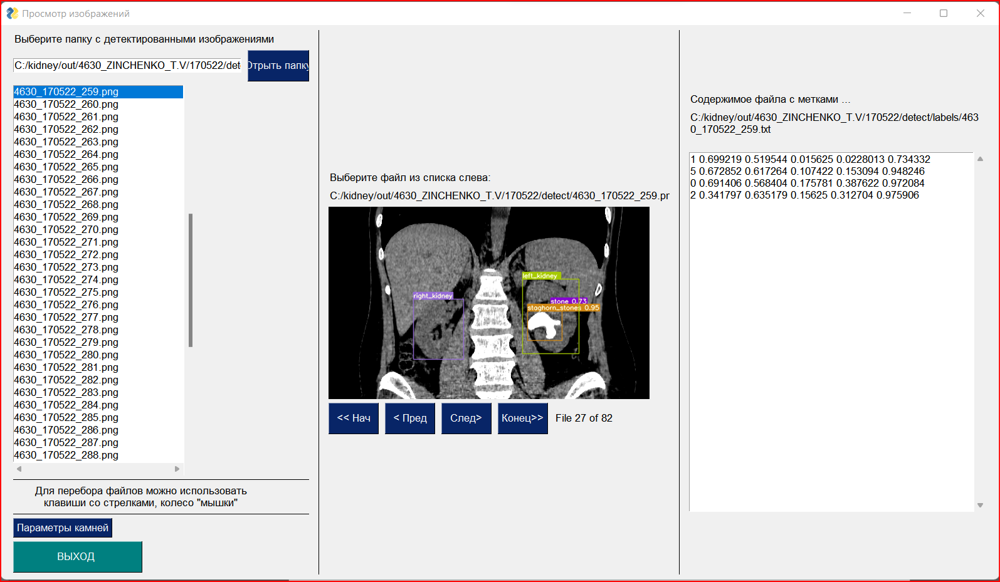 Просмотр изображений
Выберите папку с детектированными изображениями
C:/kidney/out/4630_ZINCHENKO_T.V/170522/det
Отрыть папку
4630_170522_259.png
4630_170522_260.png
4630_170522_261.png
4630_170522_262.png
4630_170522_263.png
4630_170522_264.png
4630_170522_265.png
4630_170522_266.png
4630_170522_267.png
4630_170522_268.png
4630_170522_269.png
4630_170522_270.png
4630_170522_271.png
4630_170522_272.png
4630_170522_273.png
4630_170522_274.png
4630_170522_275.png
4630_170522_276.png
4630_170522_277.png
4630_170522_278.png
4630_170522_279.png
4630_170522_280.png
4630_170522_281.png
4630_170522_282.png
4630_170522_283.png
4630_170522_284.png
4630_170522_285.png
4630_170522_286.png
4630_170522_287.png
4630_170522_288.png
Для перебора файлов можно использовать
клавиши со стрелками, колесо "мышки"
Параметры камней
ВЫХОД
Выберите файл из списка слева:
C:/kidney/out/4630_ZINCHENKO_T.V/170522/detect/4630_170522_259.pr
left_kidney
right_kidney
stone 0.73
staghorn_stones 0.95
<< Нач
< Пред
След>
Конец>>
File 27 of 82
Содержимое файла с метками ...
C:/kidney/out/4630_ZINCHENKO_T.V/170522/detect/labels/463
0_170522_259.txt
1 0.699219 0.519544 0.015625 0.0228013 0.734332
5 0.672852 0.617264 0.107422 0.153094 0.948246
0 0.691406 0.568404 0.175781 0.387622 0.972084
2 0.341797 0.635179 0.15625 0.312704 0.975906